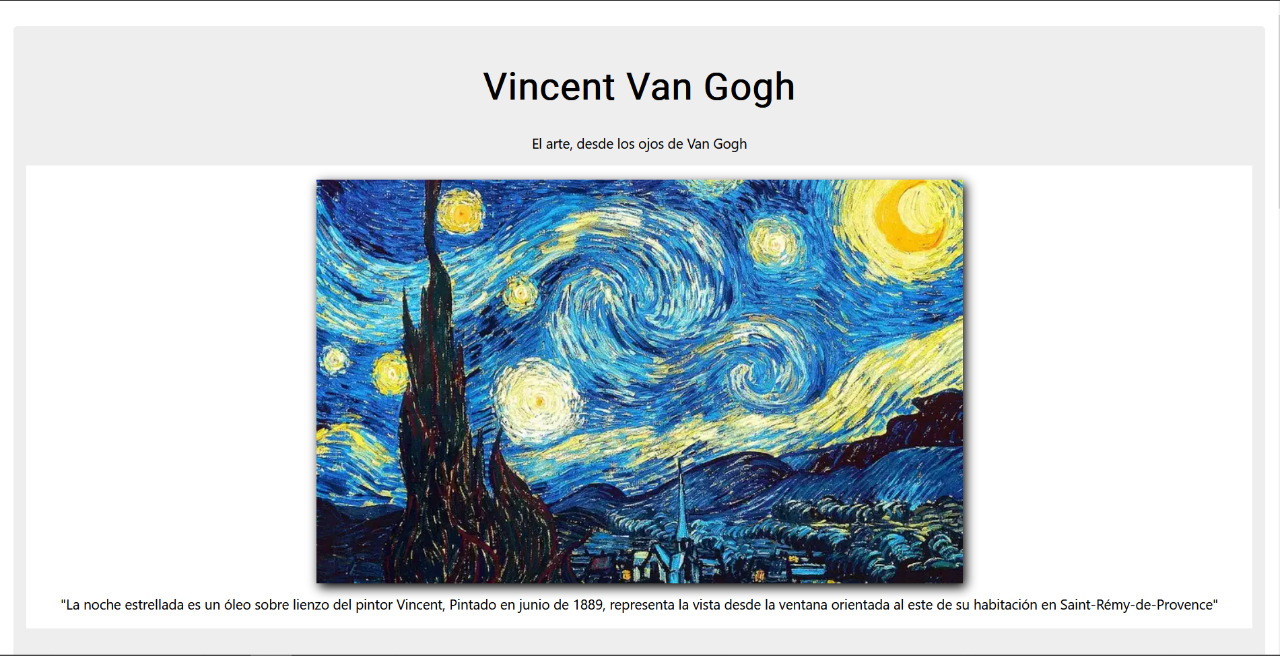 Vincent Van Gogh
El arte, desde los ojos de Van Gogh
"La noche estrellada es un óleo sobre lienzo del pintor Vincent, Pintado en junio de 1889, representa la vista desde la ventana orientada al este de su habitación en Saint-Rémy-de-Provence"